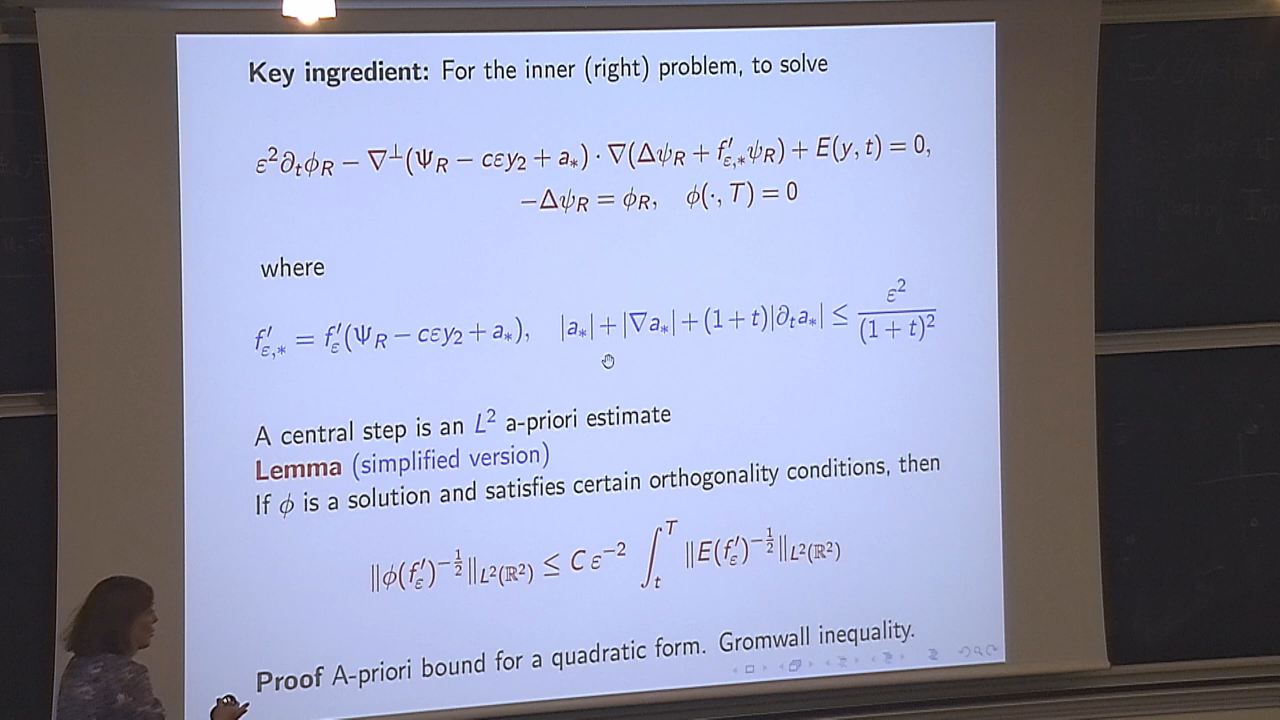 Key ingredient: For the inner (right) problem, to solve
ε²∂ₜϕ_R − ∇^⊥(Ψ_R − cεy₂ + a_*) · ∇(Δψ_R + f′_{ε,*}ψ_R) + E(y, t) = 0,
−Δψ_R = ϕ_R, ϕ(·, T) = 0
where
f′_{ε,*} = f′_ε(Ψ_R − cεy₂ + a_*), |a_*| + |∇a_*| + (1 + t)|∂ₜa_*| ≤ ε²/(1 + t)²
A central step is an L² a-priori estimate
Lemma (simplified version)
If ϕ is a solution and satisfies certain orthogonality conditions, then
‖ϕ(f′_ε)^{−1/2}‖_{L²(ℝ²)} ≤ C ε^{−2} ∫_t^T ‖E(f′_ε)^{−1/2}‖_{L²(ℝ²)}
Proof A-priori bound for a quadratic form. Gromwall inequality.